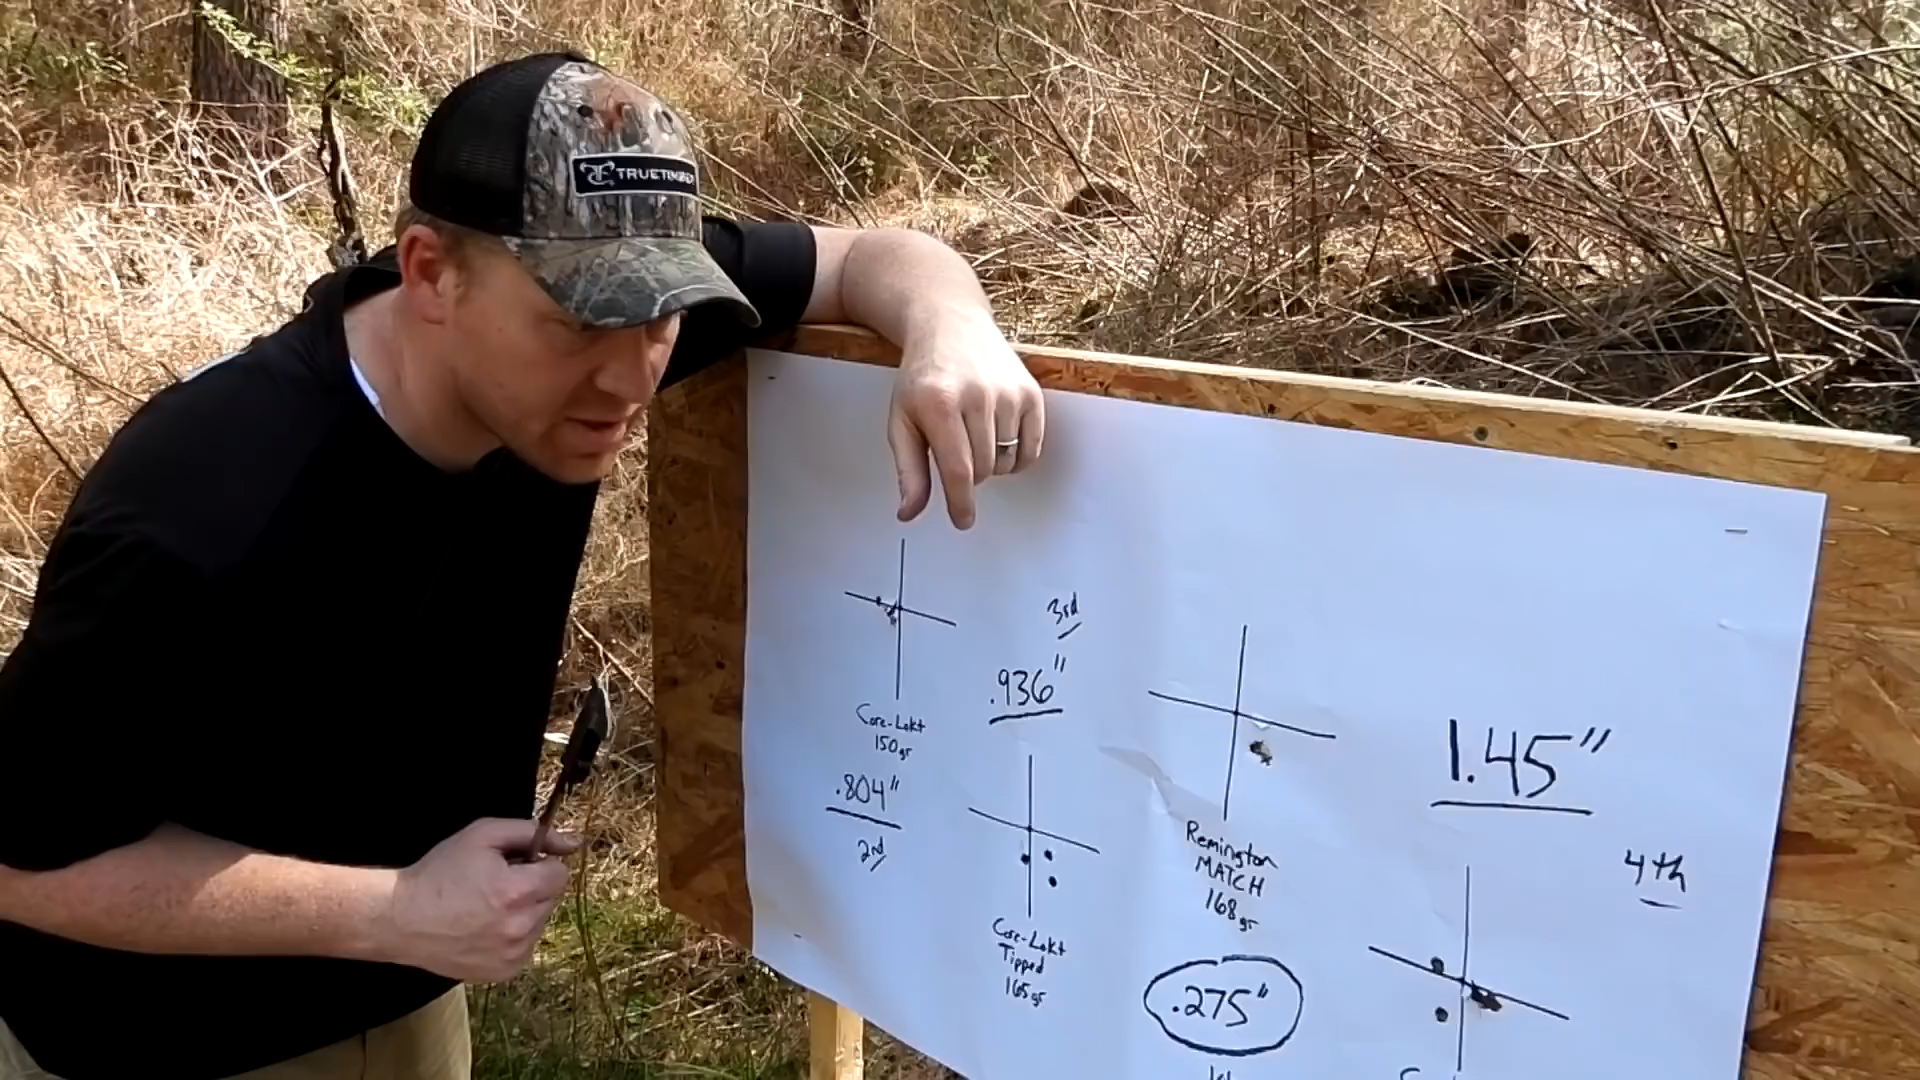 TRUETIMBER
Core-Lokt
150gr
.804"
2nd
3rd
.936"
Core-Lokt
Tipped
165gr
Remington
MATCH
168gr
.275"
1.45"
4th